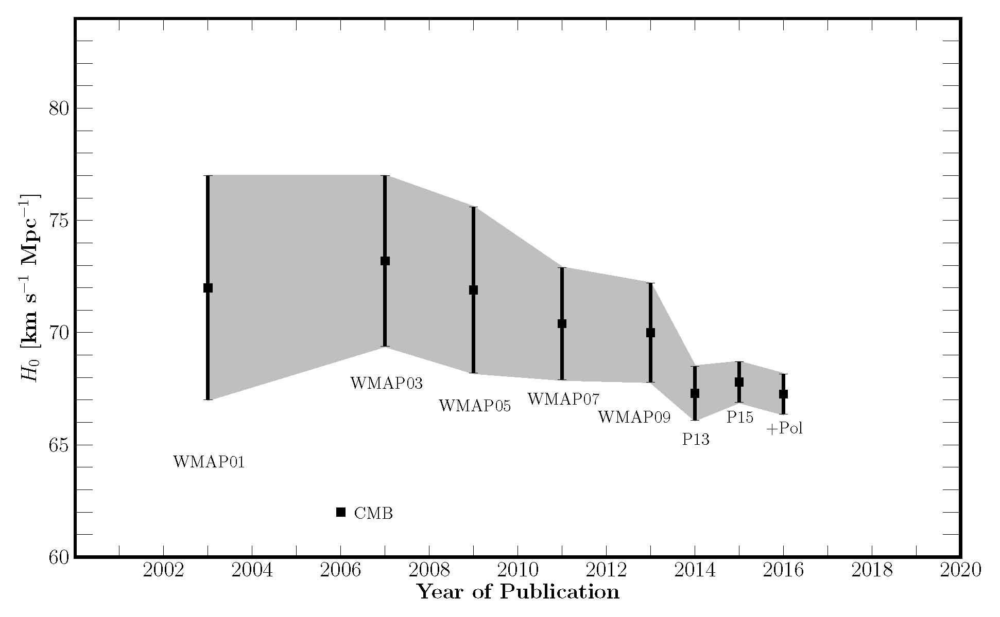 80
75
70
65
60
H₀ [km s⁻¹ Mpc⁻¹]
WMAP03
WMAP05
WMAP07
WMAP09
P15
+Pol
P13
WMAP01
CMB
2002 2004 2006 2008 2010 2012 2014 2016 2018 2020
Year of Publication